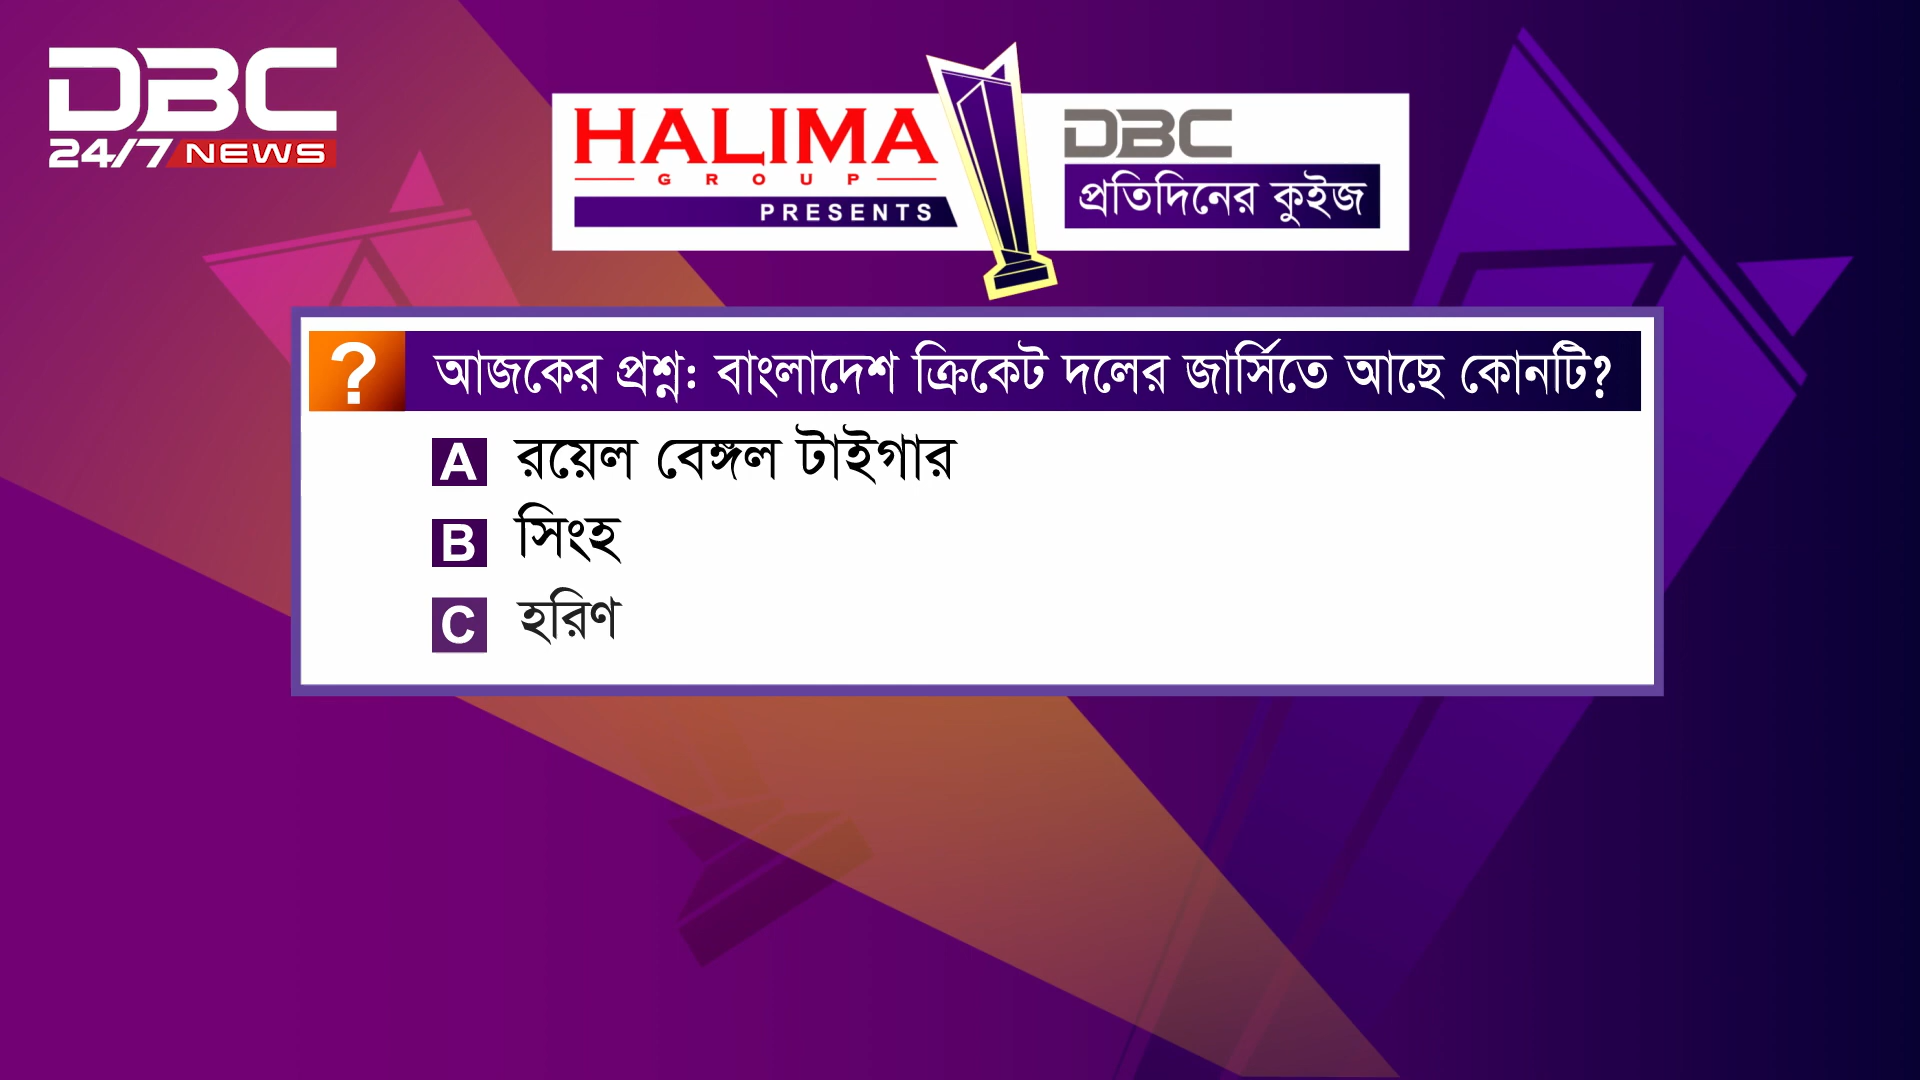 DBC
24/7 NEWS
HALIMA
GROUP
PRESENTS
DBC
প্রতিদিনের কুইজ
? আজকের প্রশ্ন: বাংলাদেশ ক্রিকেট দলের জার্সিতে আছে কোনটি?
A রয়েল বেঙ্গল টাইগার
B সিংহ
C হরিণ